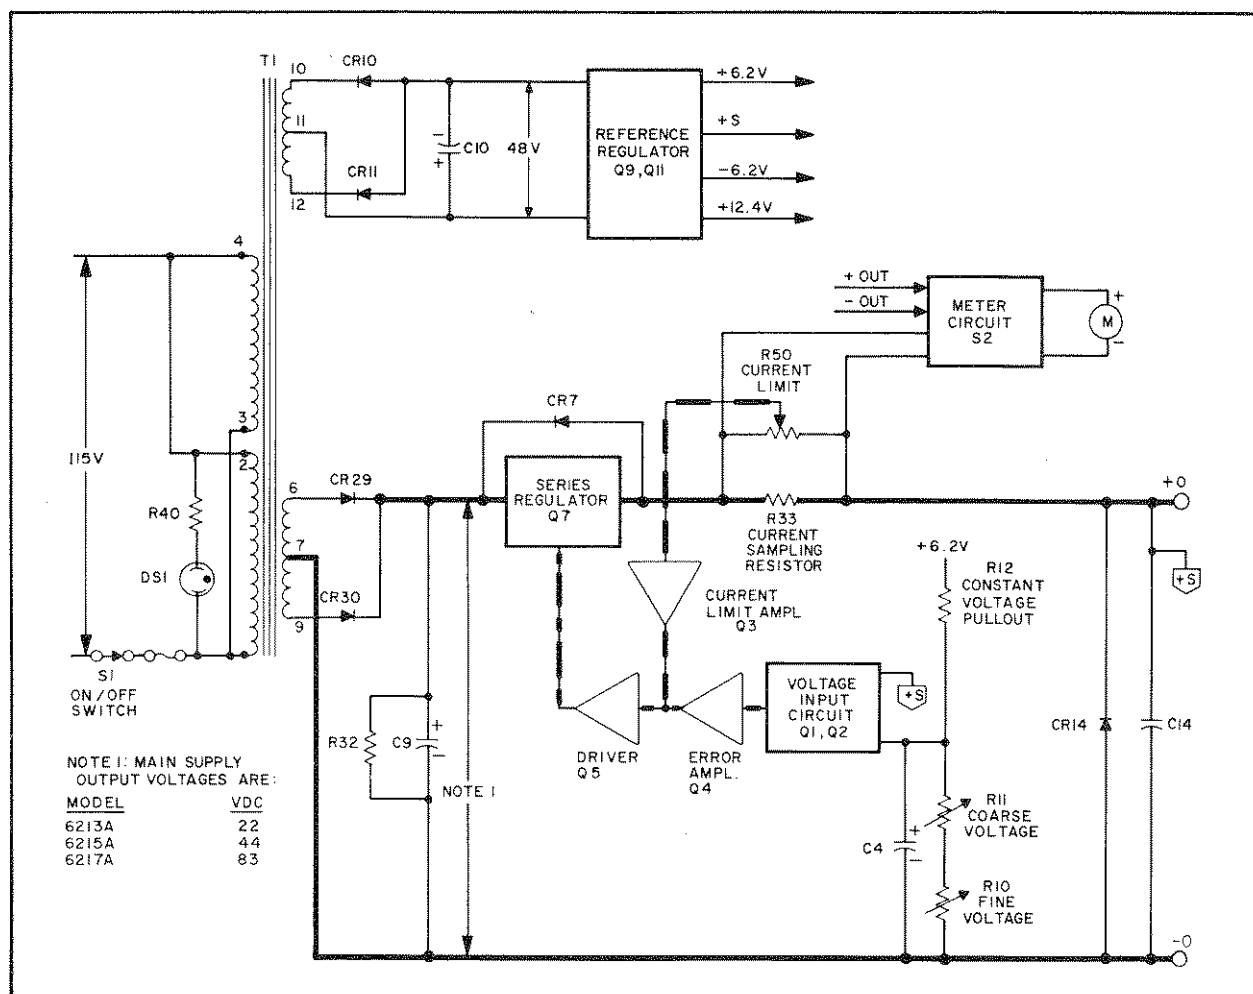 T1
10
11
12
CR10
CR11
-
+
C10
48V
REFERENCE
REGULATOR
Q9,Q11
+6.2V
+S
-6.2V
+12.4V
4
3
2
115V
R40
DS1
S1
ON/OFF
SWITCH
6
7
9
CR29
CR30
+ OUT
- OUT
METER
CIRCUIT
S2
+
M
-
R50
CURRENT
LIMIT
CR7
SERIES
REGULATOR
Q7
R33
CURRENT
SAMPLING
RESISTOR
+O
+S
+6.2V
R12
CONSTANT
VOLTAGE
PULLOUT
CURRENT
LIMIT AMPL
Q3
VOLTAGE
INPUT
CIRCUIT
Q1,Q2
+S
R32
+
C9
-
DRIVER
Q5
ERROR
AMPL.
Q4
NOTE 1
C4
+
-
R11
COARSE
VOLTAGE
R10
FINE
VOLTAGE
CR14
C14
-O
NOTE 1: MAIN SUPPLY
OUTPUT VOLTAGES ARE:
MODEL VDC
6213A 22
6215A 44
6217A 83